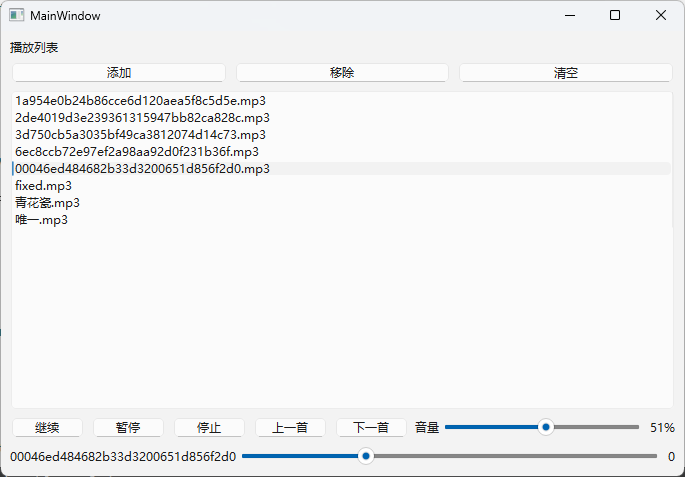 MainWindow
播放列表
添加 移除 清空
1a954e0b24b86cce6d120aea5f8c5d5e.mp3
2de4019d3e239361315947bb82ca828c.mp3
3d750cb5a3035bf49ca3812074d14c73.mp3
6ec8ccb72e97ef2a98aa92d0f231b36f.mp3
00046ed484682b33d3200651d856f2d0.mp3
fixed.mp3
青花瓷.mp3
唯一.mp3
继续 暂停 停止 上一首 下一首 音量 51%
00046ed484682b33d3200651d856f2d0 0